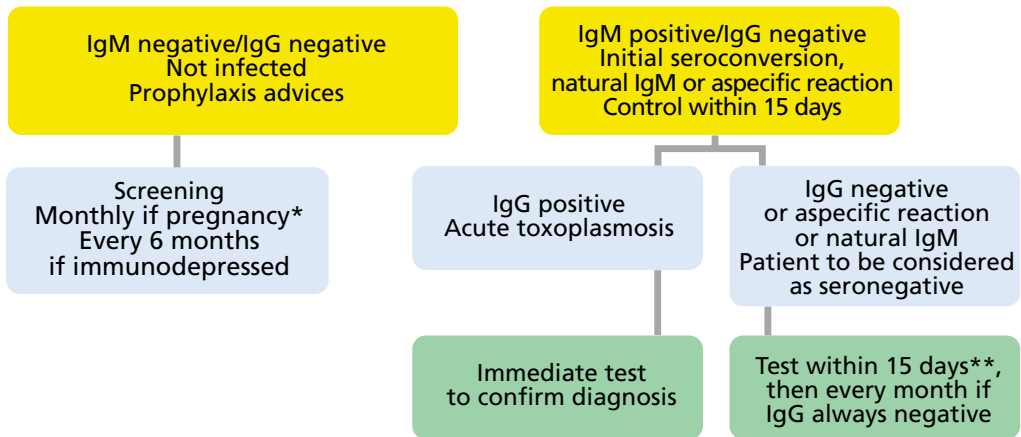 IgM negative/IgG negative
Not infected
Prophylaxis advices
IgM positive/IgG negative
Initial seroconversion,
natural IgM or aspecific reaction
Control within 15 days
Screening
Monthly if pregnancy*
Every 6 months
if immunodepressed
IgG positive
Acute toxoplasmosis
IgG negative
or aspecific reaction
or natural IgM
Patient to be considered
as seronegative
Immediate test
to confirm diagnosis
Test within 15 days**,
then every month if
IgG always negative